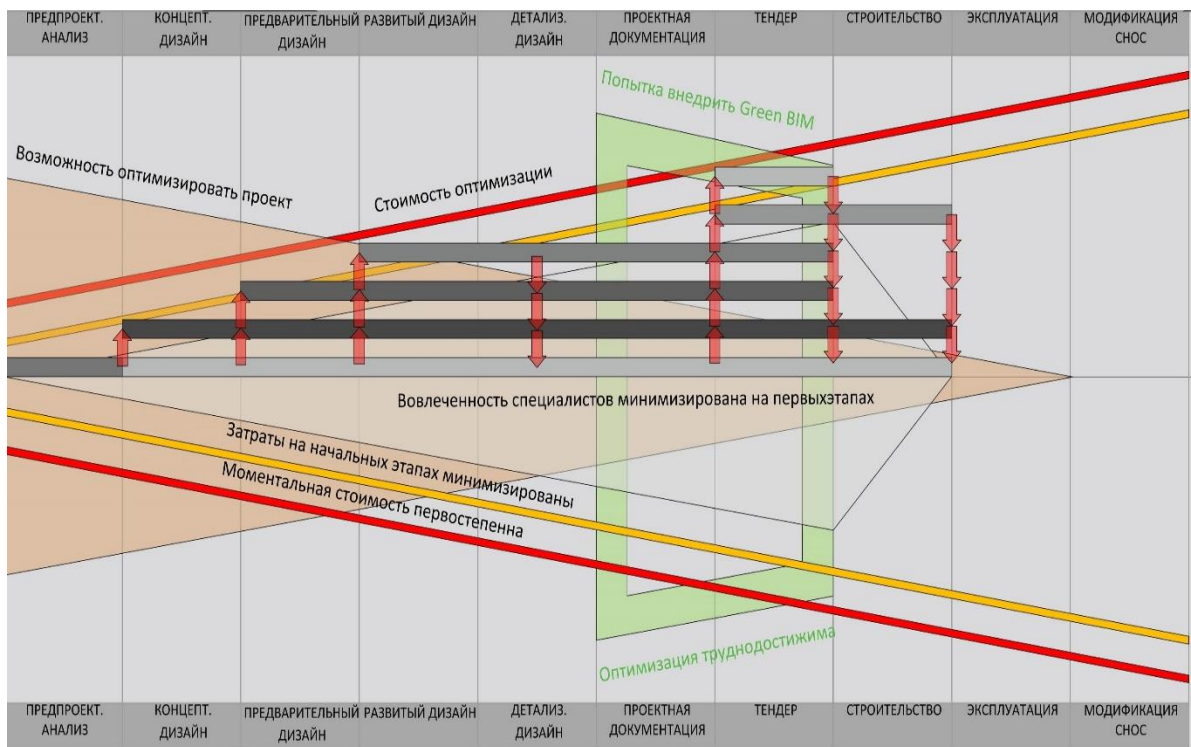 ПРЕДПРОЕКТ.
АНАЛИЗ
КОНЦЕПТ.
ДИЗАЙН
ПРЕДВАРИТЕЛЬНЫЙ
ДИЗАЙН
РАЗВИТЫЙ ДИЗАЙН
ДЕТАЛИЗ.
ДИЗАЙН
ПРОЕКТНАЯ
ДОКУМЕНТАЦИЯ
ТЕНДЕР
СТРОИТЕЛЬСТВО
ЭКСПЛУАТАЦИЯ
МОДИФИКАЦИЯ
СНОС
Попытка внедрить Green BIM
Возможность оптимизировать проект
Стоимость оптимизации
Вовлеченность специалистов минимизирована на первыхэтапах
Затраты на начальных этапах минимизированы
Моментальная стоимость первостепенна
Оптимизация труднодостижима
ПРЕДПРОЕКТ.
АНАЛИЗ
КОНЦЕПТ.
ДИЗАЙН
ПРЕДВАРИТЕЛЬНЫЙ
ДИЗАЙН
РАЗВИТЫЙ ДИЗАЙН
ДЕТАЛИЗ.
ДИЗАЙН
ПРОЕКТНАЯ
ДОКУМЕНТАЦИЯ
ТЕНДЕР
СТРОИТЕЛЬСТВО
ЭКСПЛУАТАЦИЯ
МОДИФИКАЦИЯ
СНОС